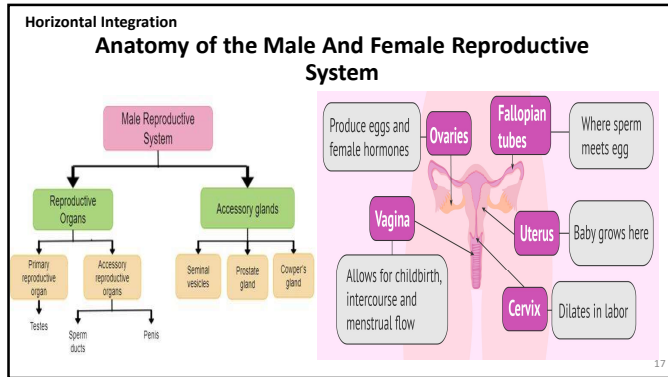 Horizontal Integration
Anatomy of the Male And Female Reproductive
System
Male Reproductive
System
Reproductive
Organs
Accessory glands
Primary
reproductive
organ
Accessory
reproductive
organs
Seminal
vesicles
Prostate
gland
Cowper's
gland
Testes
Sperm
ducts
Penis
Produce eggs and
female hormones
Ovaries
Fallopian
tubes
Where sperm
meets egg
Vagina
Uterus
Baby grows here
Allows for childbirth,
intercourse and
menstrual flow
Cervix
Dilates in labor
17